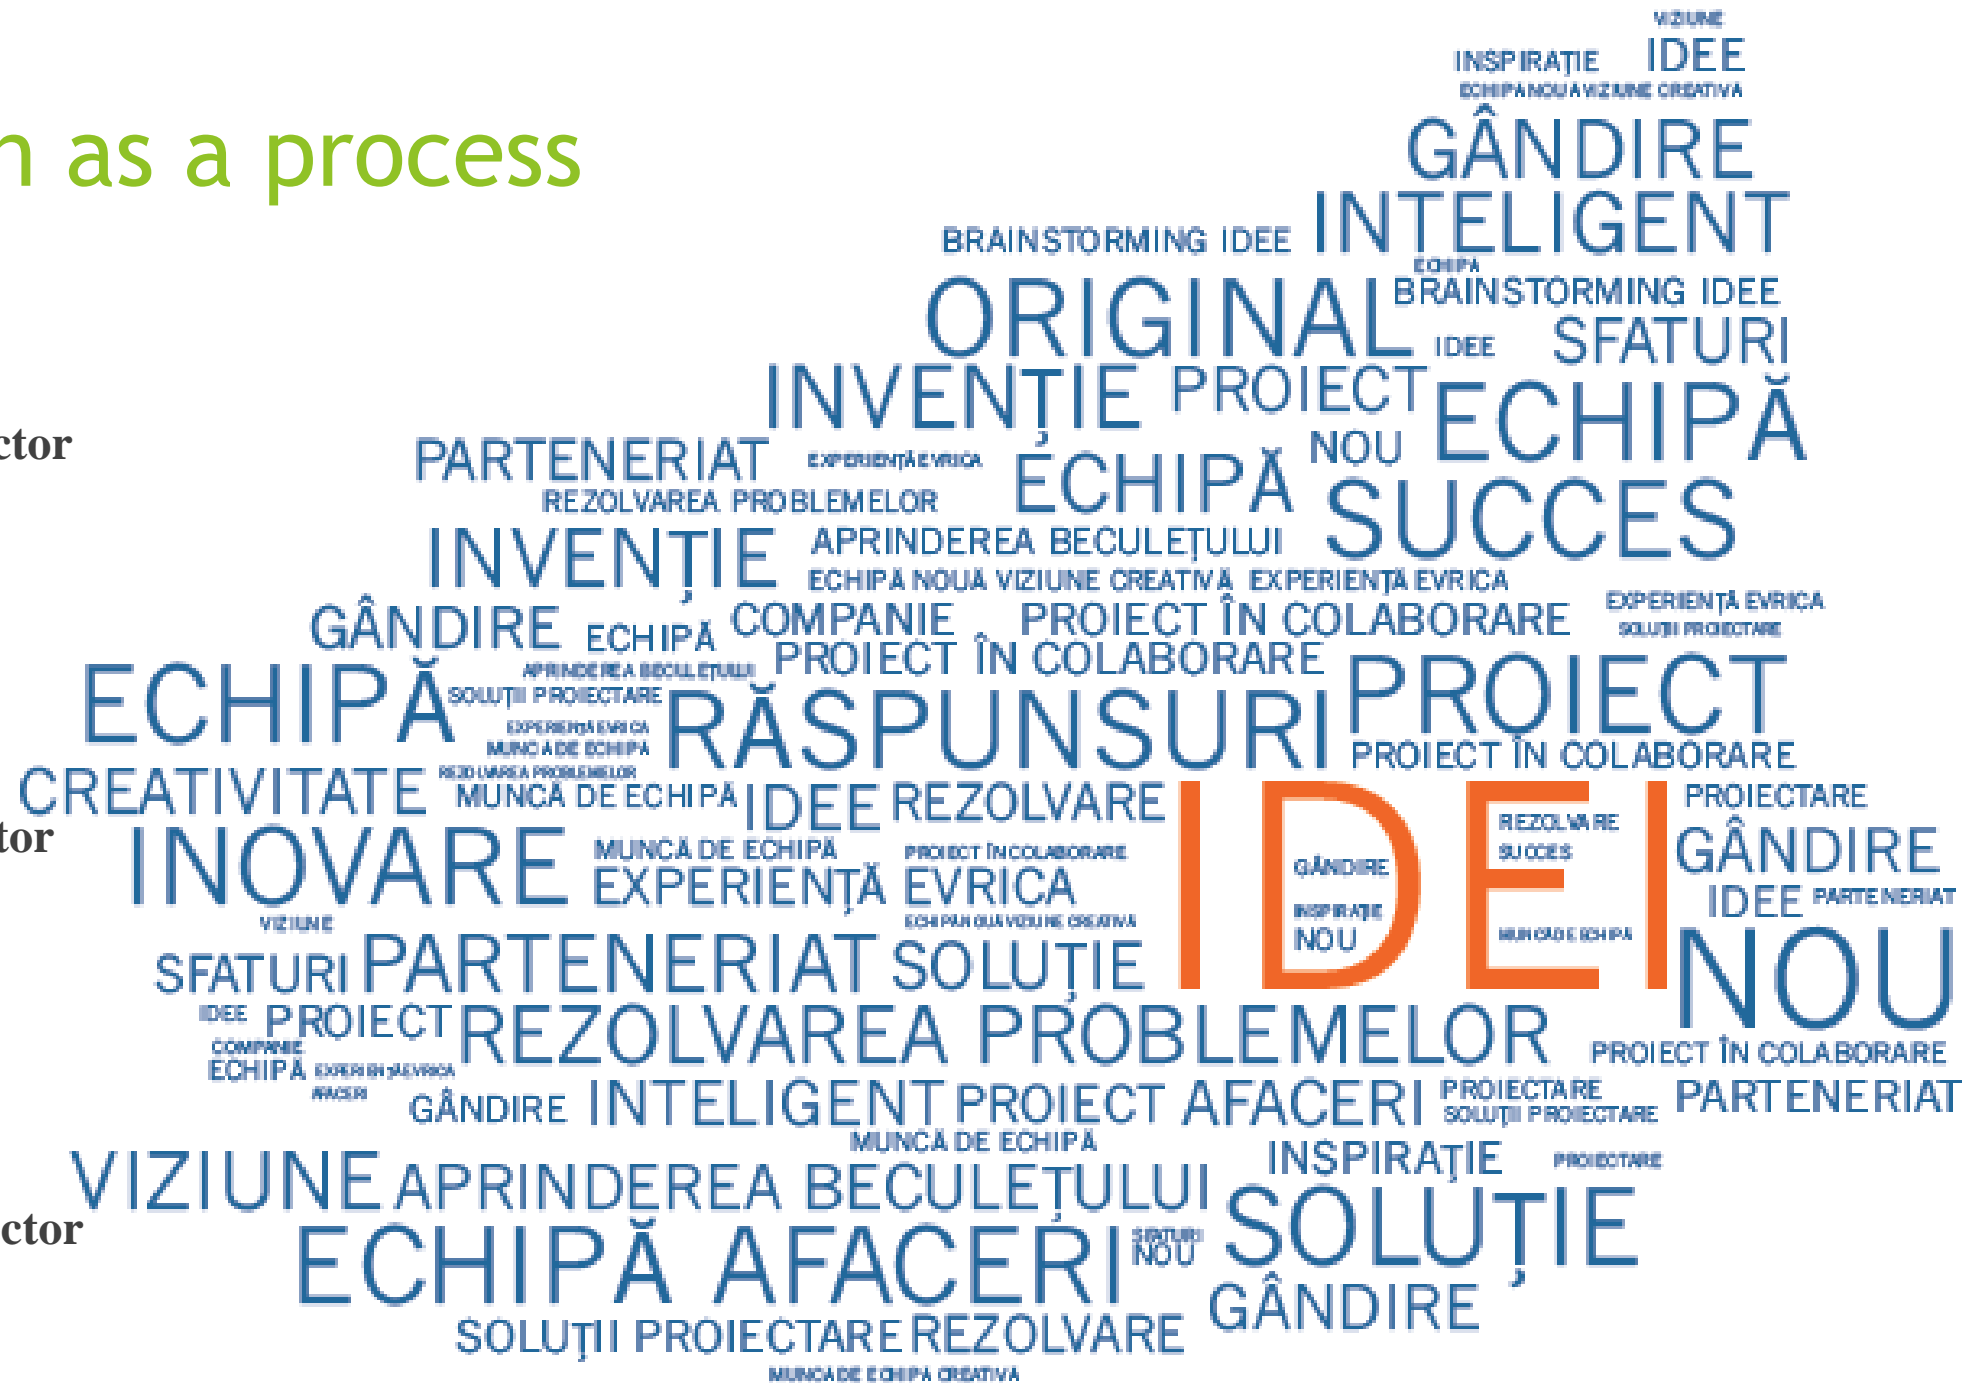 VIZIUNE
INSPIRAȚIE IDEE
ECHIPĂ NOUĂ VIZIUNE CREATIVĂ
GÂNDIRE
n as a process
INTELIGENT
BRAINSTORMING IDEE
ECHIPĂ
BRAINSTORMING IDEE
ORIGINAL
IDEE SFATURI
INVENȚIE PROIECT
ECHIPĂ
ctor
PARTENERIAT EXPERIENȚĂ EVRICA ECHIPĂ NOU
REZOLVAREA PROBLEMELOR
SUCCES
INVENȚIE APRINDEREA BECULEȚULUI
ECHIPĂ NOUĂ VIZIUNE CREATIVĂ EXPERIENȚĂ EVRICA
EXPERIENȚĂ EVRICA
GÂNDIRE ECHIPĂ COMPANIE PROIECT ÎN COLABORARE
SOLUȚII PROIECTARE
APRINDEREA BECULEȚULUI PROIECT ÎN COLABORARE
ECHIPĂ SOLUȚII PROIECTARE RĂSPUNSURI PROIECT
EXPERIENȚĂ EVRICA
MUNCĂ DE ECHIPĂ
PROIECT ÎN COLABORARE
REZOLVAREA PROBLEMELOR
CREATIVITATE MUNCĂ DE ECHIPĂ IDEE REZOLVARE
IDEI
PROIECTARE
REZOLVARE
tor
INOVARE MUNCĂ DE ECHIPĂ PROIECT ÎN COLABORARE
SUCCES
GÂNDIRE
GÂNDIRE
EXPERIENȚĂ EVRICA
IDEE PARTENERIAT
INSPIRAȚIE
VIZIUNE
ECHIPĂ NOUĂ VIZIUNE CREATIVĂ
NOU
MUNCĂ DE ECHIPĂ
SFATURI PARTENERIAT SOLUȚIE
NOU
IDEE PROIECT REZOLVAREA PROBLEMELOR
COMPANIE
PROIECT ÎN COLABORARE
ECHIPĂ EXPERIENȚĂ EVRICA
AFACERI
GÂNDIRE INTELIGENT PROIECT AFACERI PROIECTARE
SOLUȚII PROIECTARE
PARTENERIAT
MUNCĂ DE ECHIPĂ
INSPIRAȚIE PROIECTARE
VIZIUNE APRINDEREA BECULEȚULUI
ctor
ECHIPĂ AFACERI SFATURI
NOU
SOLUȚIE
GÂNDIRE
SOLUȚII PROIECTARE REZOLVARE
MUNCĂ DE ECHIPĂ CREATIVĂ